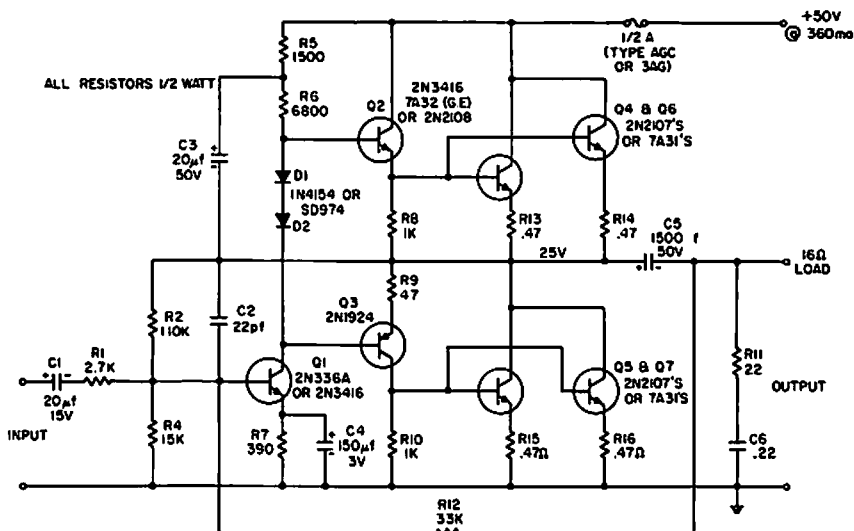 +50V
@ 360ma
1/2 A
(TYPE AGC
OR 3AG)
R5
1500
ALL RESISTORS 1/2 WATT
R6
6800
Q2
2N3416
7A32 (G.E)
OR 2N2108
Q4 & Q6
2N2107'S
OR 7A31'S
C3
20µf
50V
+
D1
1N4154 OR
SD974
D2
R8
1K
R13
.47
R14
.47
C5
1500 f
50V
+ -
25V
16Ω
LOAD
R2
110K
C2
22pf
R9
47
Q3
2N1924
C1
+ -
20µf
15V
R1
2.7K
Q1
2N336A
OR 2N3416
Q5 & Q7
2N2107'S
OR 7A31'S
R11
22
OUTPUT
INPUT
R4
15K
R7
390
C4
150µf
3V
+
-
R10
1K
R15
.47Ω
R16
.47Ω
C6
.22
R12
33K